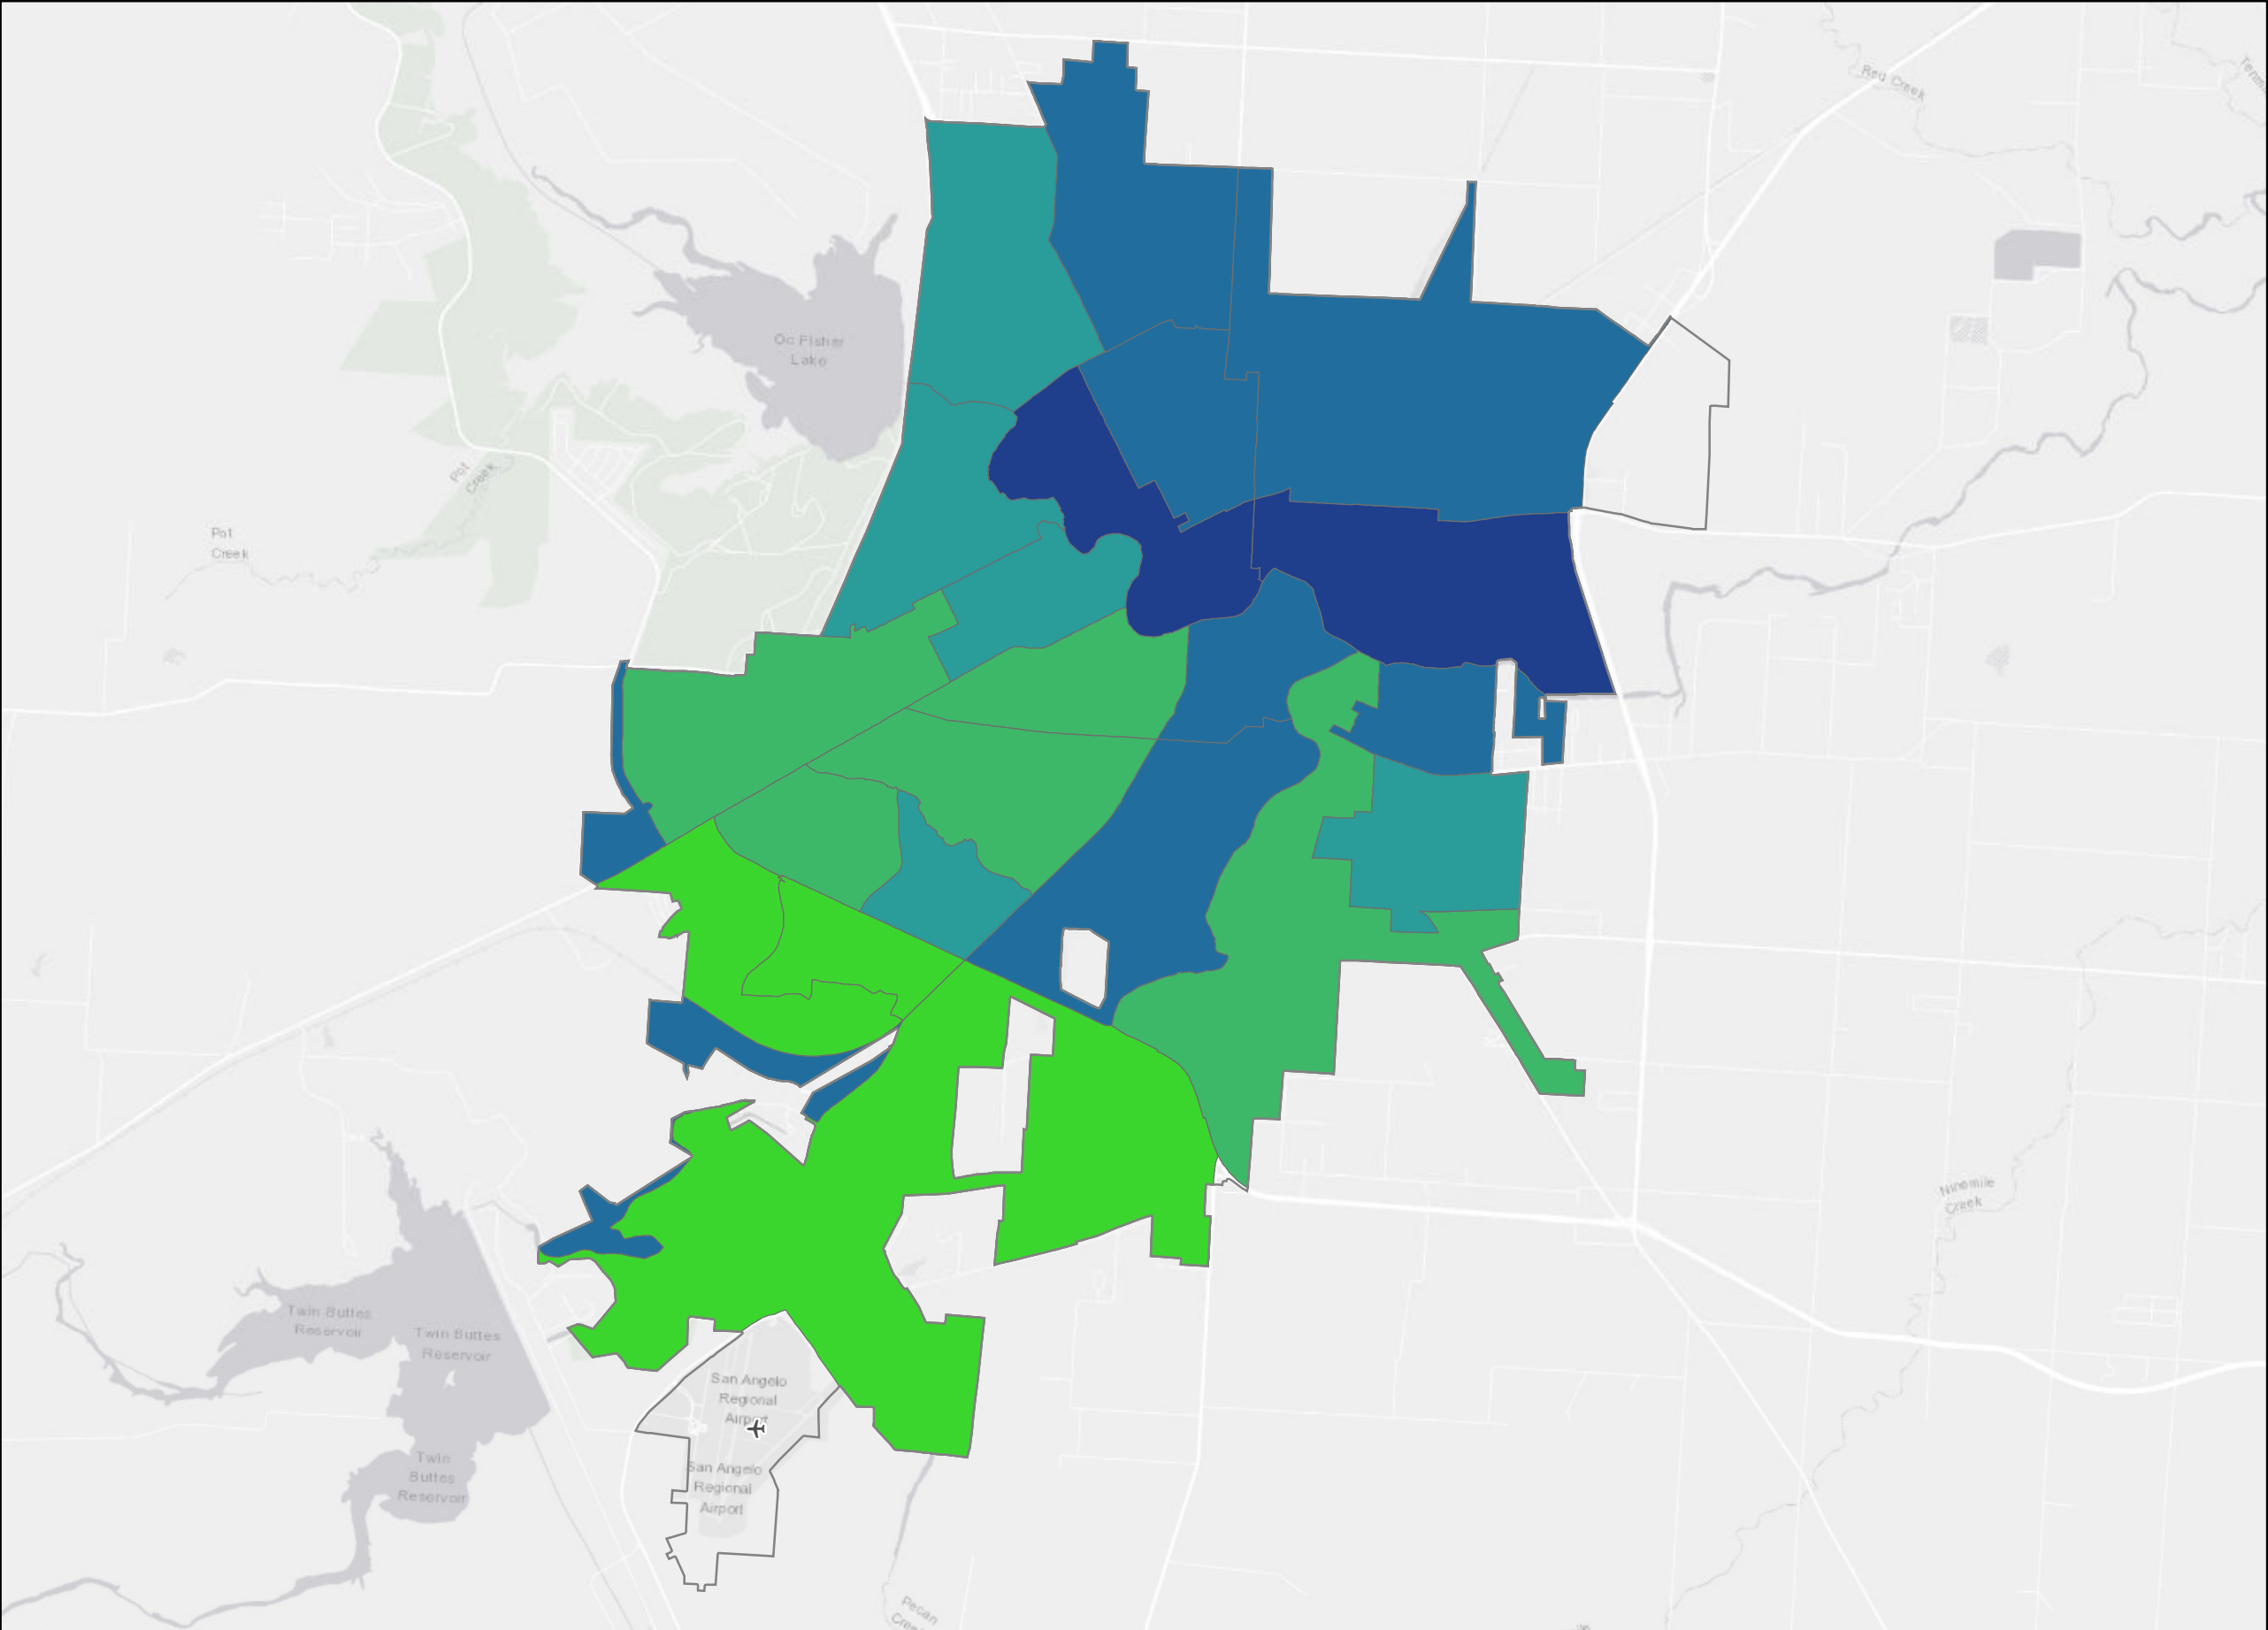 Red Creek
Oc Fisher
Lake
Pot
Creek
Pot
Creek
Ninemile
Creek
Twin Buttes
Reservoir
Twin Buttes
Reservoir
San Angelo
Regional
Airport
Twin
Buttes
Reservoir
San Angelo
Regional
Airport
Pecan